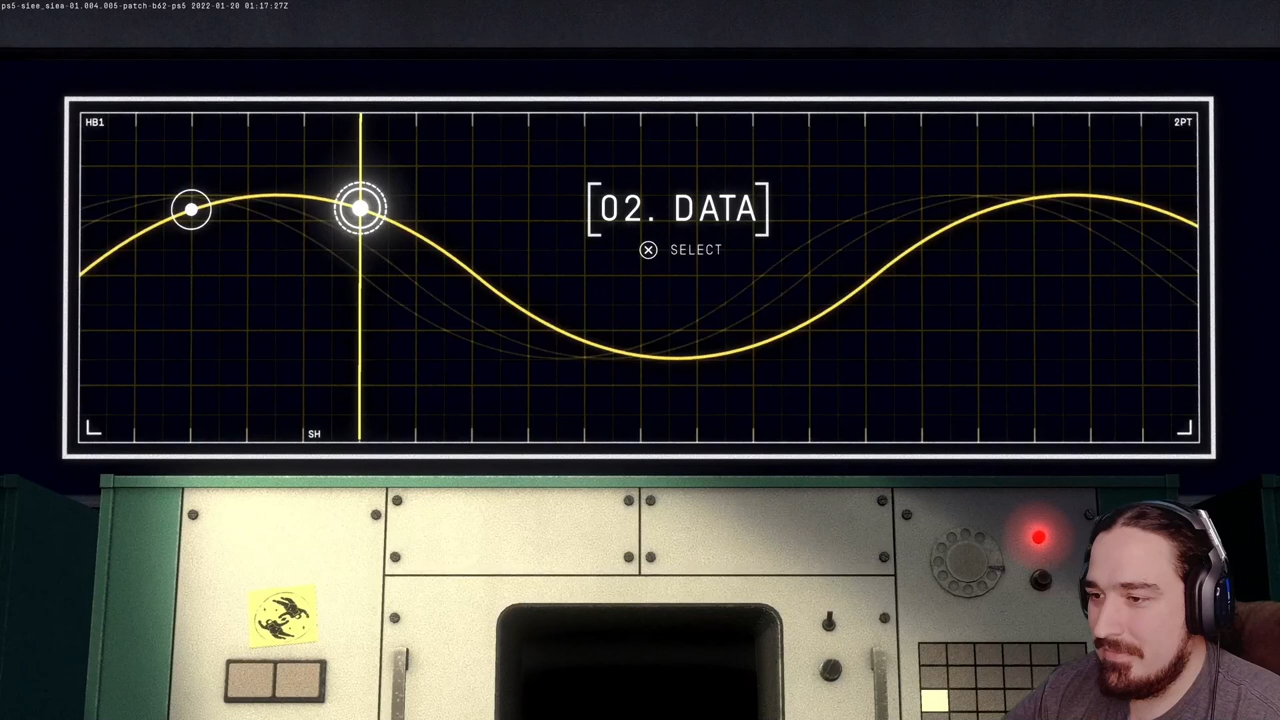 ps5-siee_siea-01.004.005-patch-b62-ps5 2022-01-20 01:17:27Z
HB1
2PT
[02. DATA]
SELECT
SH